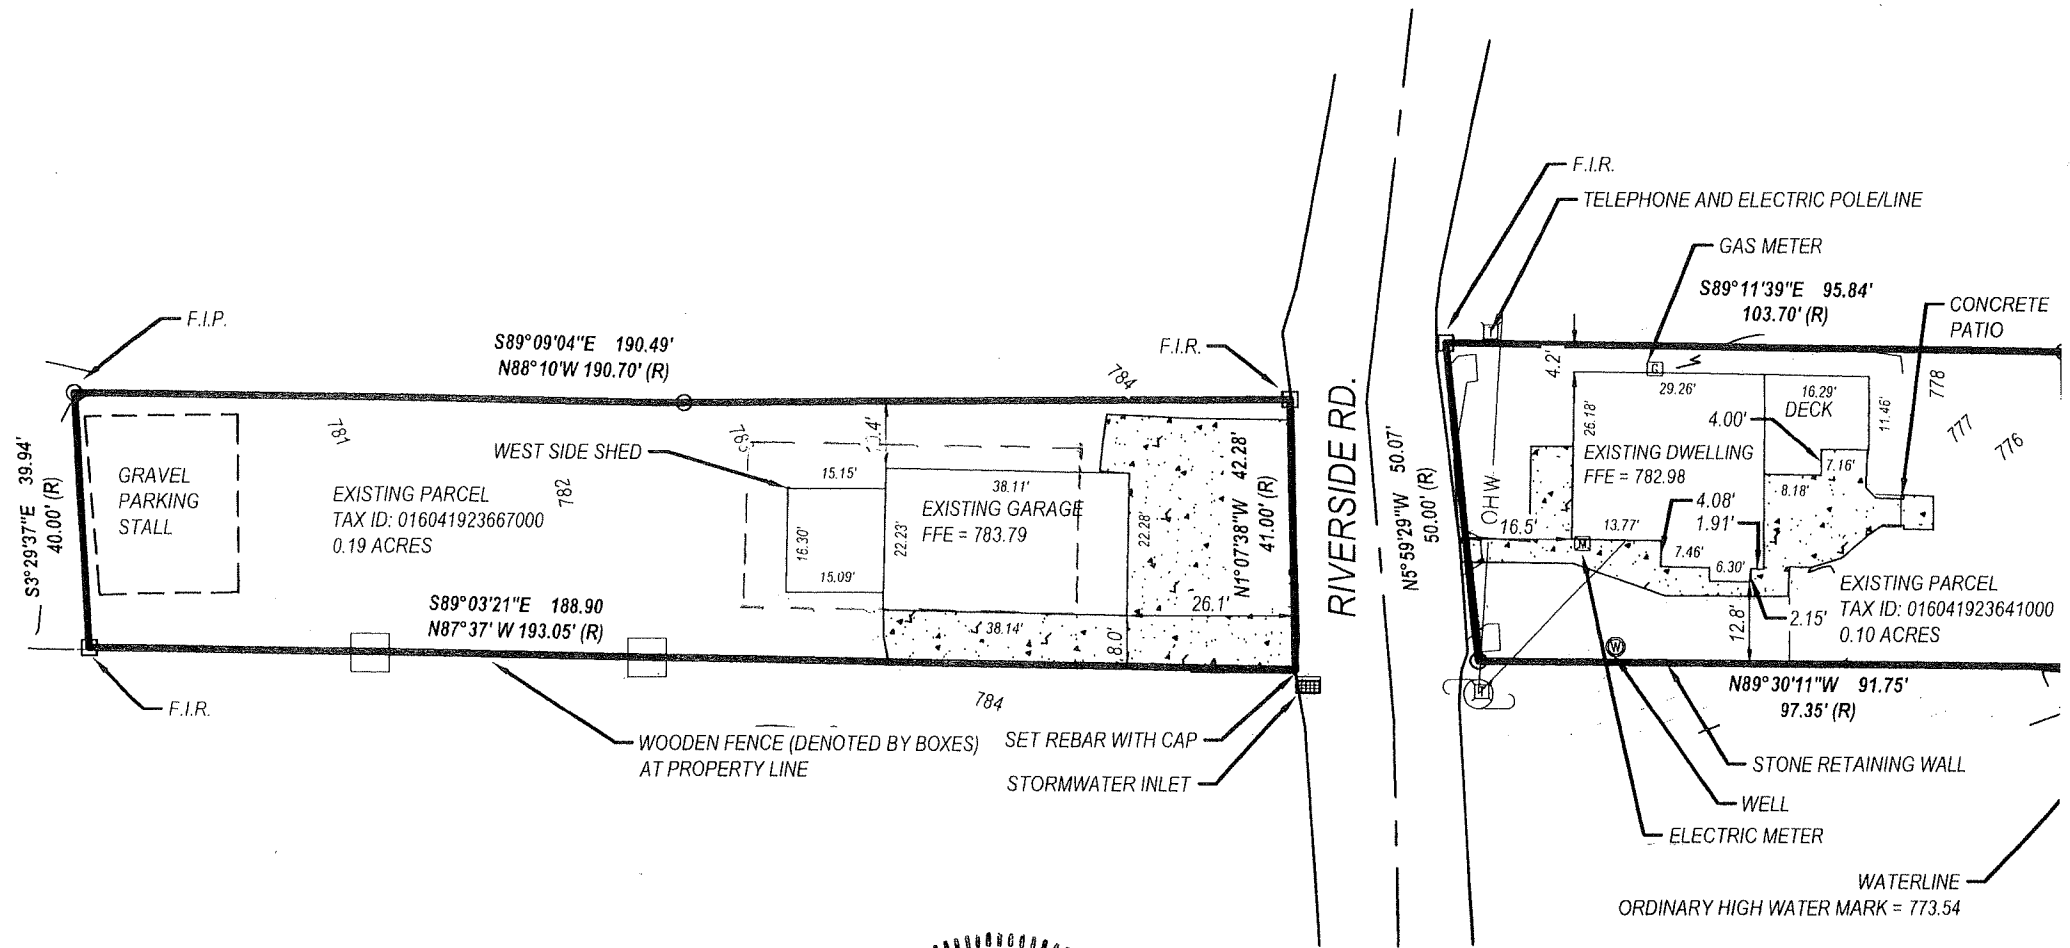 F.I.R.
TELEPHONE AND ELECTRIC POLE/LINE
GAS METER
S89°11'39"E 95.84'
103.70' (R)
CONCRETE
PATIO
F.I.P.
S89°09'04"E 190.49'
N88°10'W 190.70' (R)
F.I.R.
784
S3°29'37"E 39.94'
40.00' (R)
GRAVEL
PARKING
STALL
781
EXISTING PARCEL
TAX ID: 016041923667000
0.19 ACRES
782
WEST SIDE SHED
15.15'
16.30'
15.09'
38.11'
EXISTING GARAGE
FFE = 783.79
22.23'
22.28'
38.14'
26.1'
8.0'
N1°07'38"W 42.28'
41.00' (R)
RIVERSIDE RD.
N5°59'29"W 50.07'
50.00' (R)
OHW
4.2'
G
29.26'
26.18'
EXISTING DWELLING
FFE = 782.98
16.29'
DECK
4.00'
11.46'
7.16'
8.18'
778
777
776
16.5'
M
13.77'
4.08'
1.91'
7.46'
6.30'
12.8'
2.15'
EXISTING PARCEL
TAX ID: 016041923641000
0.10 ACRES
W
S89°03'21"E 188.90
N87°37' W 193.05' (R)
F.I.R.
784
WOODEN FENCE (DENOTED BY BOXES)
AT PROPERTY LINE
SET REBAR WITH CAP
STORMWATER INLET
N89°30'11"W 91.75'
97.35' (R)
STONE RETAINING WALL
WELL
ELECTRIC METER
WATERLINE
ORDINARY HIGH WATER MARK = 773.54